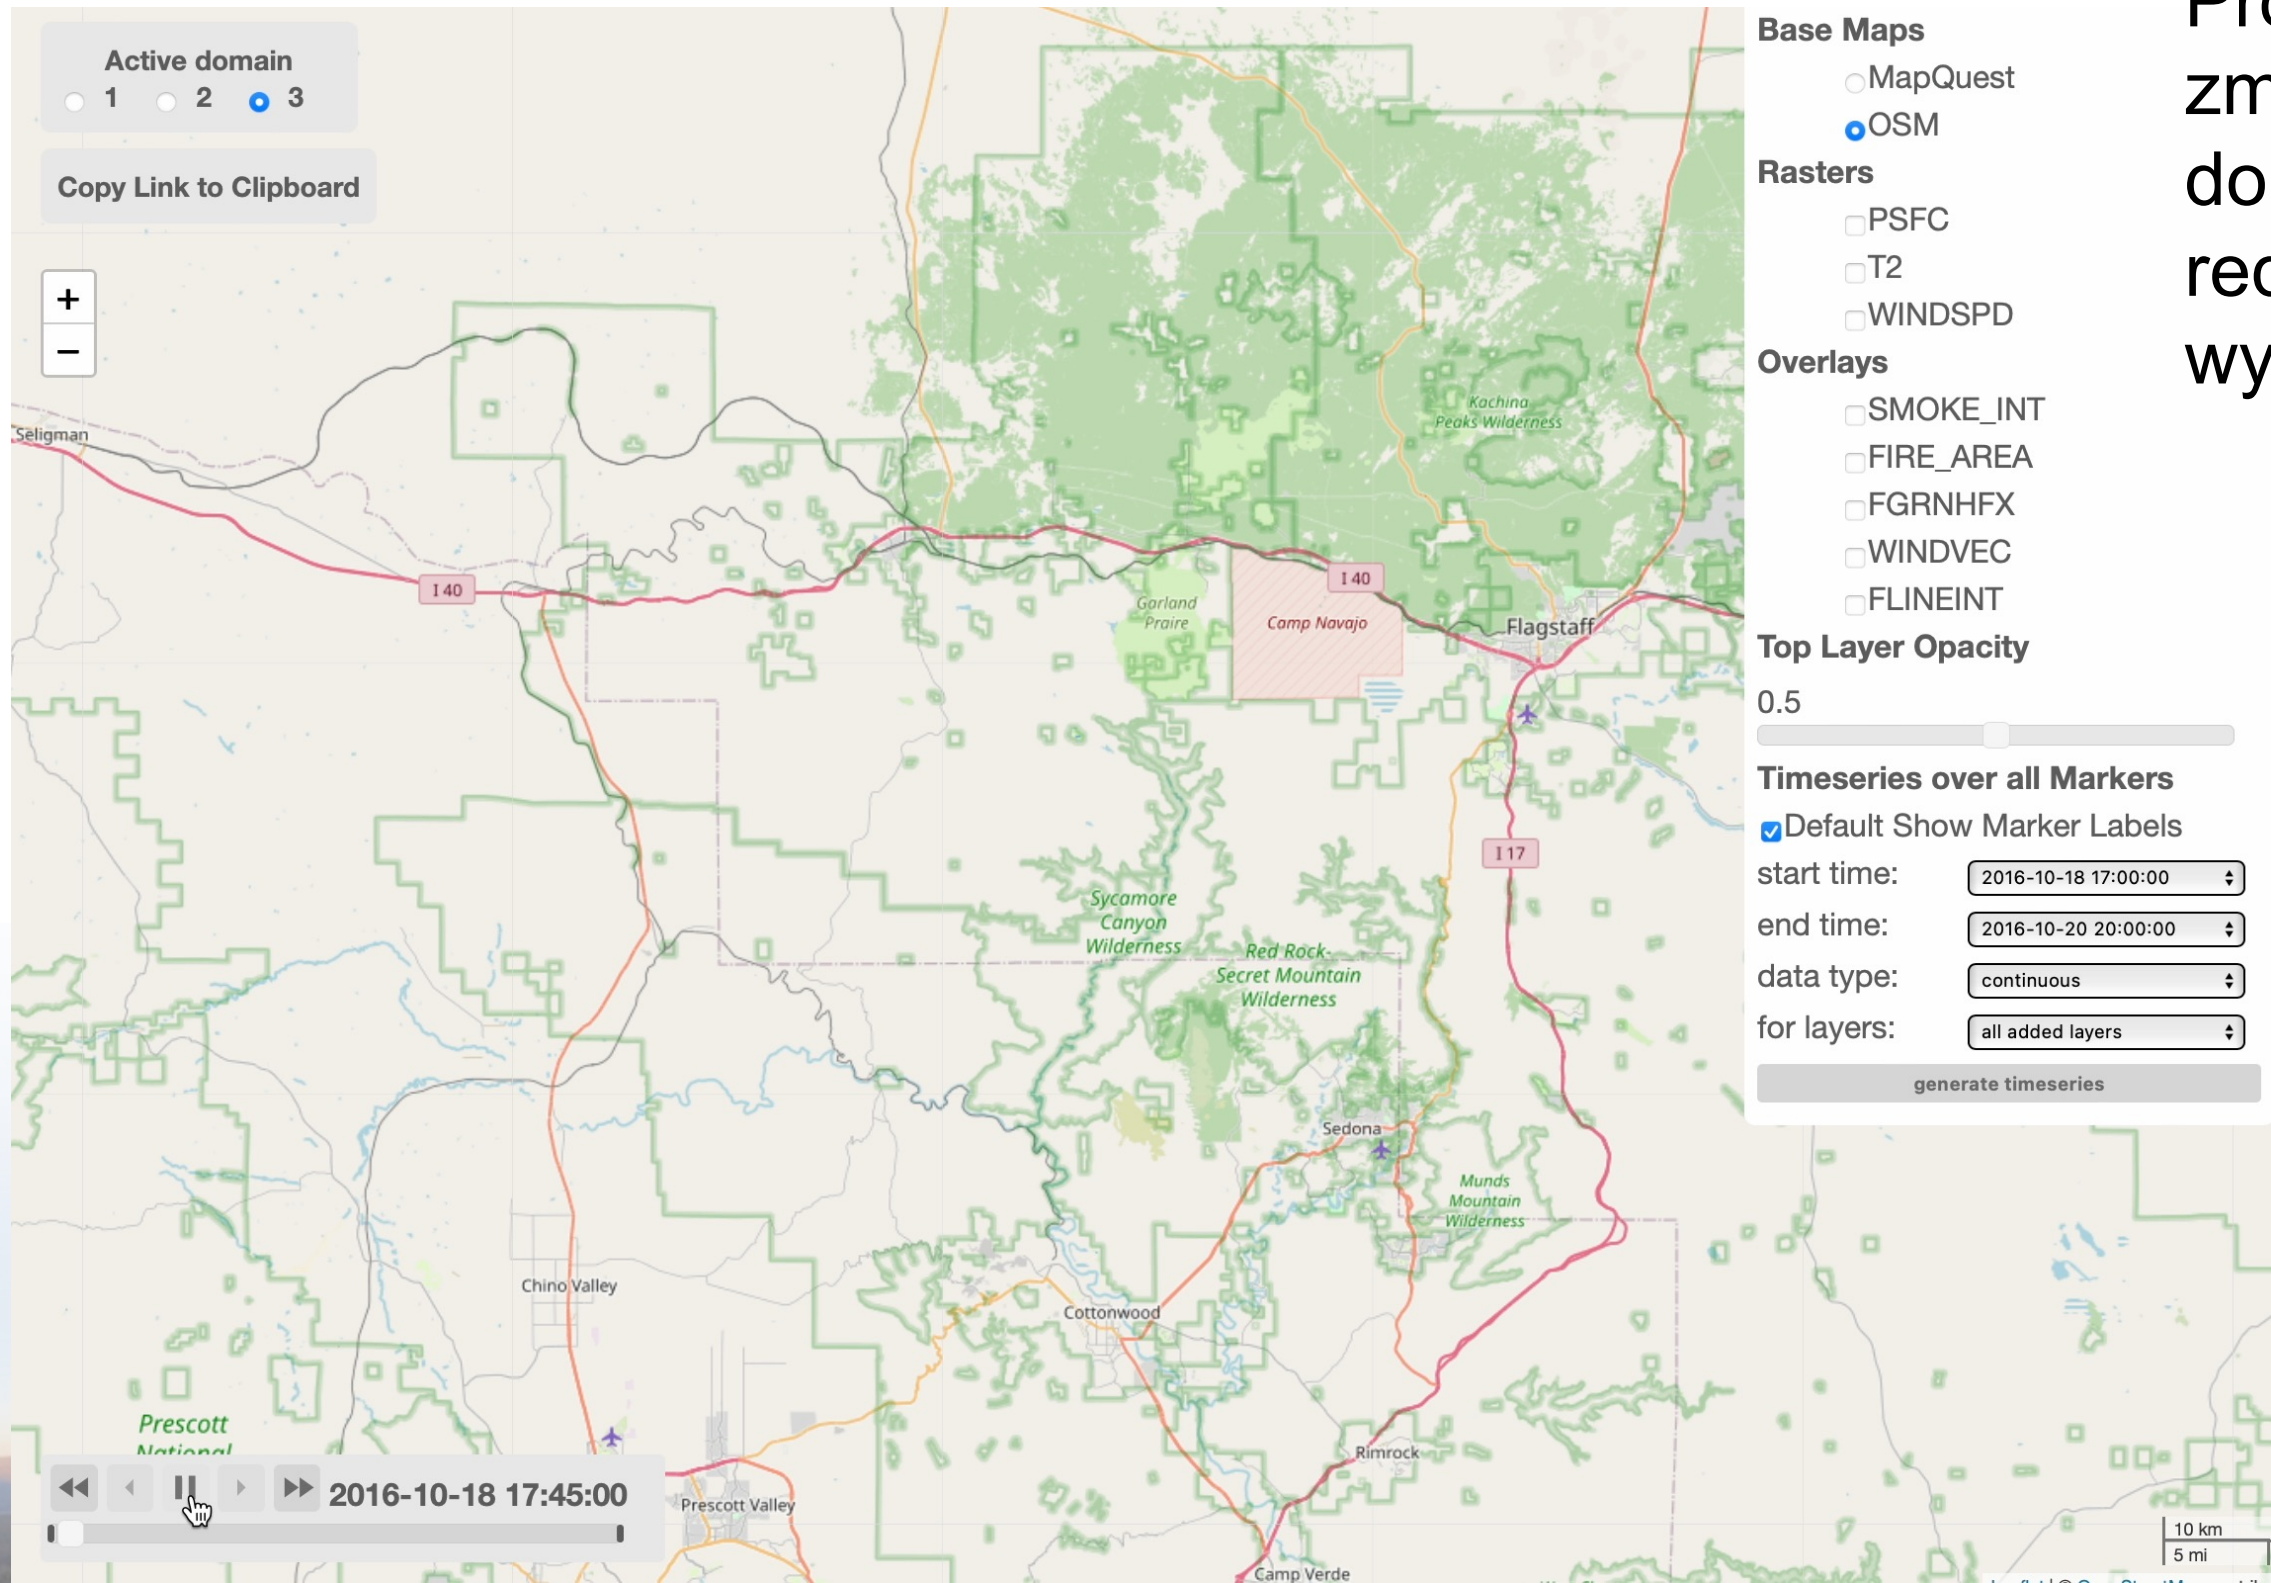 Active domain
1 2 3
Copy Link to Clipboard
+
−
Base Maps
MapQuest
OSM
Rasters
PSFC
T2
WINDSPD
Overlays
SMOKE_INT
FIRE_AREA
FGRNHFX
WINDVEC
FLINEINT
Top Layer Opacity
0.5
Timeseries over all Markers
Default Show Marker Labels
start time: 2016-10-18 17:00:00
end time: 2016-10-20 20:00:00
data type: continuous
for layers: all added layers
generate timeseries
zm
do
wy
Kachina
Peaks Wilderness
Seligman
I 40
I 40
Garland
Praire
Camp Navajo
Flagstaff
I 17
Sycamore
Canyon
Wilderness
Red Rock-
Secret Mountain
Wilderness
Sedona
Munds
Mountain
Wilderness
Chino Valley
Cottonwood
Prescott
National
Rimrock
2016-10-18 17:45:00
Prescott Valley
Camp Verde
10 km
5 mi